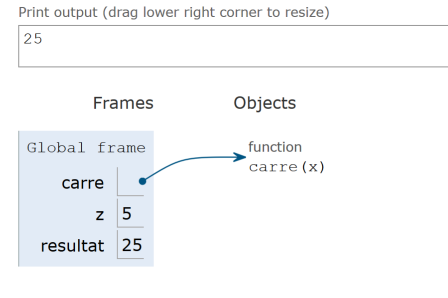 Print output (drag lower right corner to resize)
25
Frames Objects
Global frame
function
carre(x)
carre
z 5
resultat 25